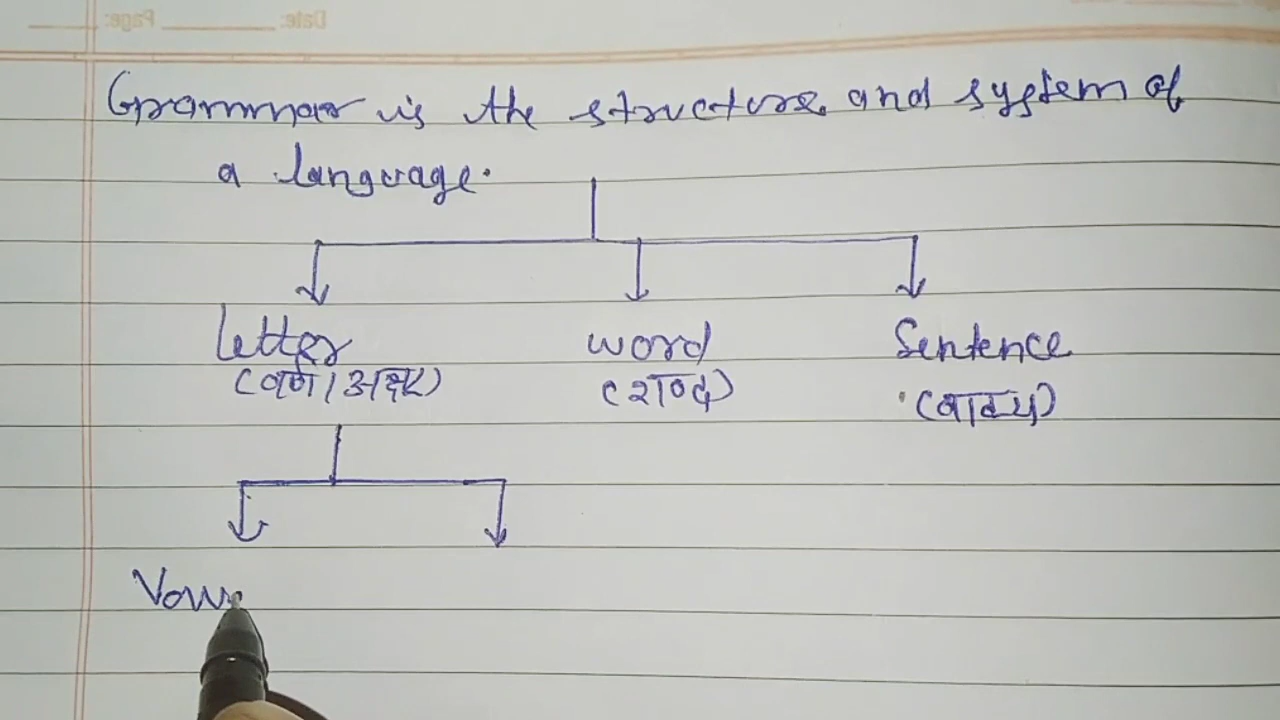 Date: Page:
Grammar is the structure and system of
a language.
letter word Sentence
(वर्ण/अक्षर) (शब्द) (वाक्य)
Vow